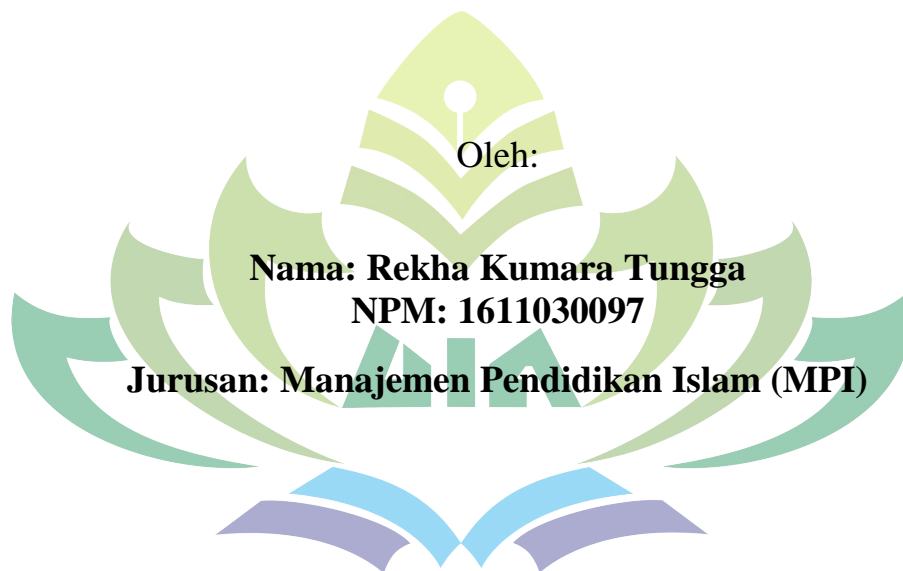 Oleh:
Nama: Rekha Kumara Tungga
NPM: 1611030097
Jurusan: Manajemen Pendidikan Islam (MPI)